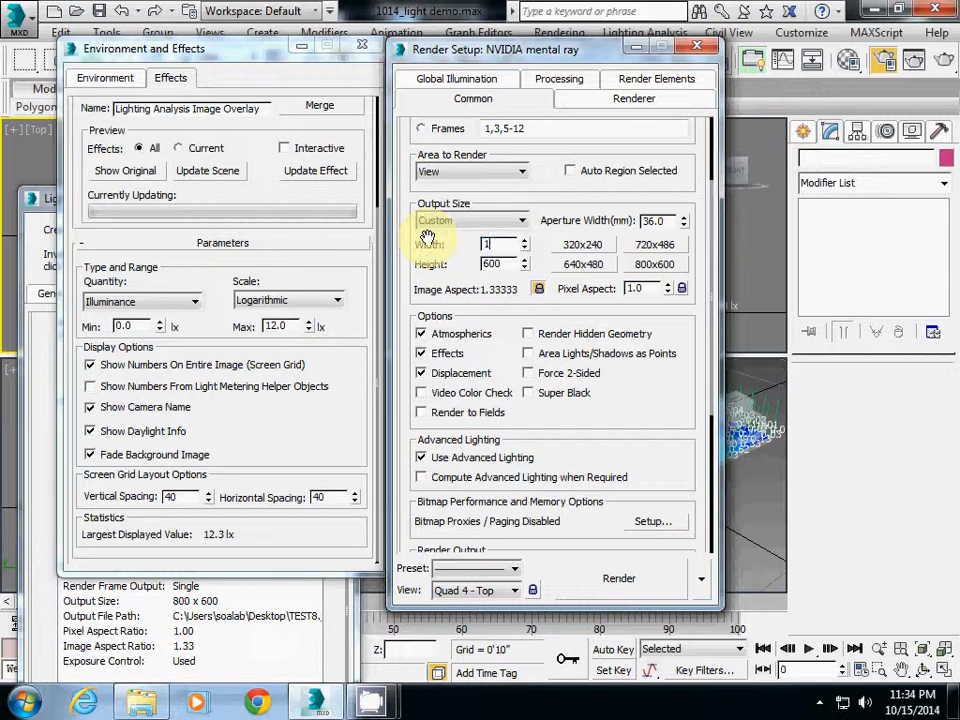 Workspace: Default
1014_light demo.max
Type a keyword or phrase
MXD
Edit
Tools
Group
Rendering
Lighting Analysis
Civil View
Customize
MAXScript
Environment and Effects
Environment
Effects
Name: Lighting Analysis Image Overlay
Merge
Preview
Effects: All Current Interactive
Show Original Update Scene Update Effect
Currently Updating:
- Parameters
Type and Range
Quantity: Scale:
Illuminance Logarithmic
Min: 0.0 lx Max: 12.0 lx
Display Options
Show Numbers On Entire Image (Screen Grid)
Show Numbers From Light Metering Helper Objects
Show Camera Name
Show Daylight Info
Fade Background Image
Screen Grid Layout Options
Vertical Spacing: 40 Horizontal Spacing: 40
Statistics
Largest Displayed Value: 12.3 lx
Render Frame Output: Single
Output Size: 800 x 600
Output File Path: C:\Users\soalab\Desktop\TEST8.
Pixel Aspect Ratio: 1.00
Image Aspect Ratio: 1.33
Exposure Control: Used
Render Setup: NVIDIA mental ray
Global Illumination Processing Render Elements
Common Renderer
Frames 1,3,5-12
Area to Render
View Auto Region Selected
Output Size
Custom Aperture Width(mm): 36.0
Width: 1 320x240 720x486
Height: 600 640x480 800x600
Image Aspect: 1.33333 Pixel Aspect: 1.0
Options
Atmospherics Render Hidden Geometry
Effects Area Lights/Shadows as Points
Displacement Force 2-Sided
Video Color Check Super Black
Render to Fields
Advanced Lighting
Use Advanced Lighting
Compute Advanced Lighting when Required
Bitmap Performance and Memory Options
Bitmap Proxies / Paging Disabled Setup...
Render Output
Preset:
View: Quad 4 - Top
Render
Modifier List
[+] [Top]
50 60 70 80 90 100
Z: Grid = 0'10"
Add Time Tag
Auto Key Selected
Set Key Key Filters...
0
MXD
11:34 PM
10/15/2014